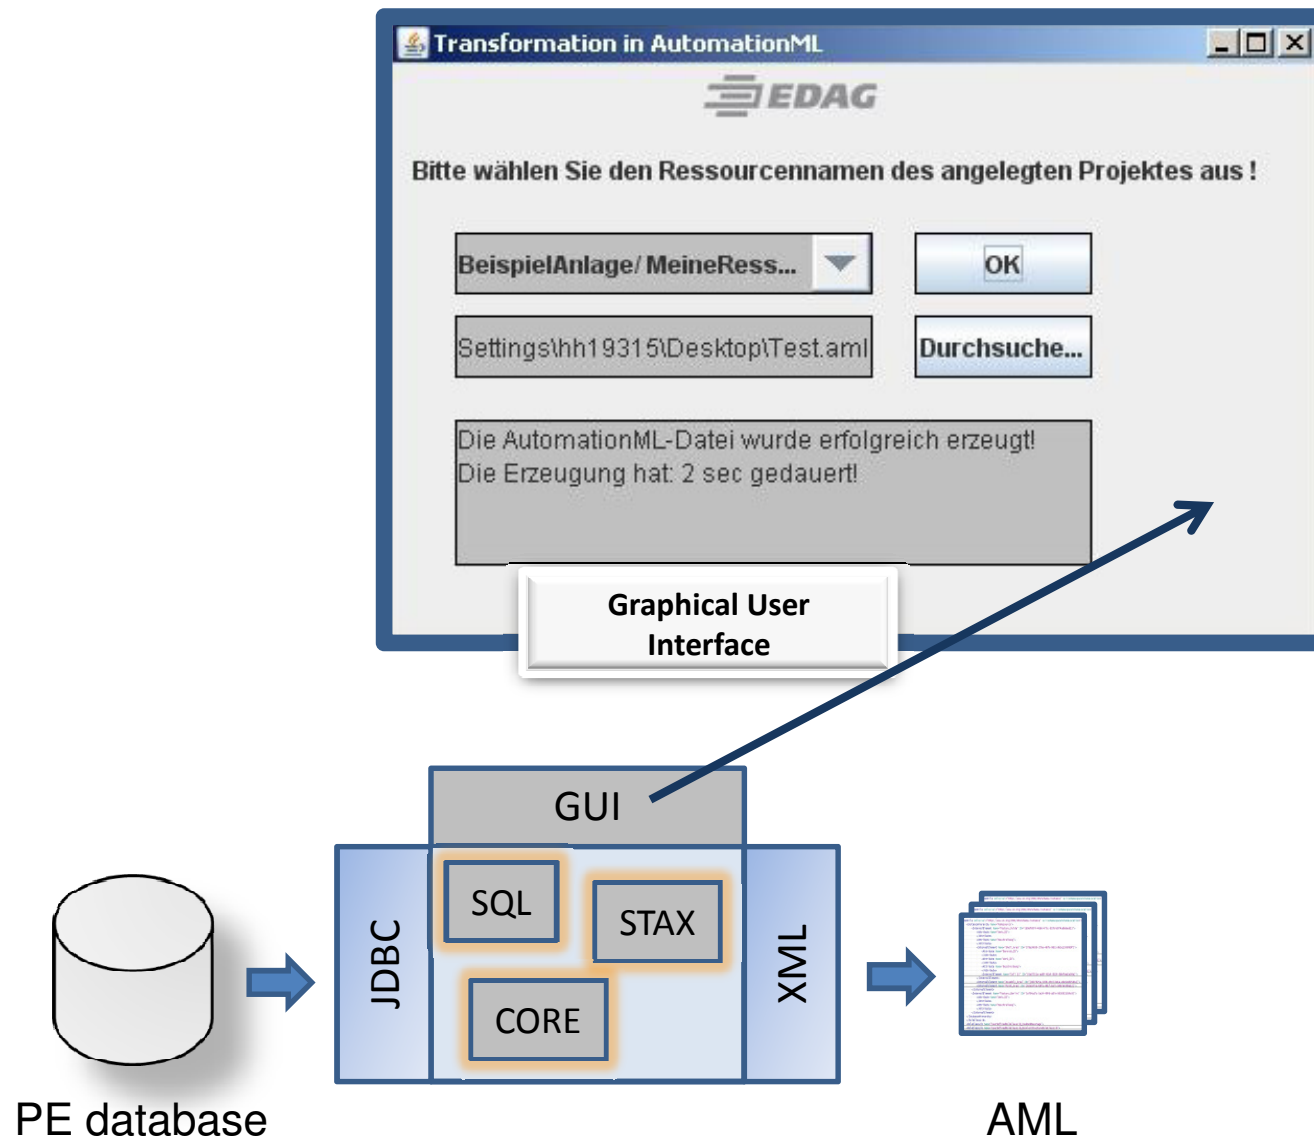 Transformation in AutomationML
EDAG
Bitte wählen Sie den Ressourcennamen des angelegten Projektes aus !
BeispielAnlage/ MeineRess...
OK
Settings\hh19315\Desktop\Test.aml
Durchsuche...
Die AutomationML-Datei wurde erfolgreich erzeugt!
Die Erzeugung hat: 2 sec gedauert!
Graphical User
Interface
GUI
SQL
STAX
JDBC
XML
CORE
PE database
AML